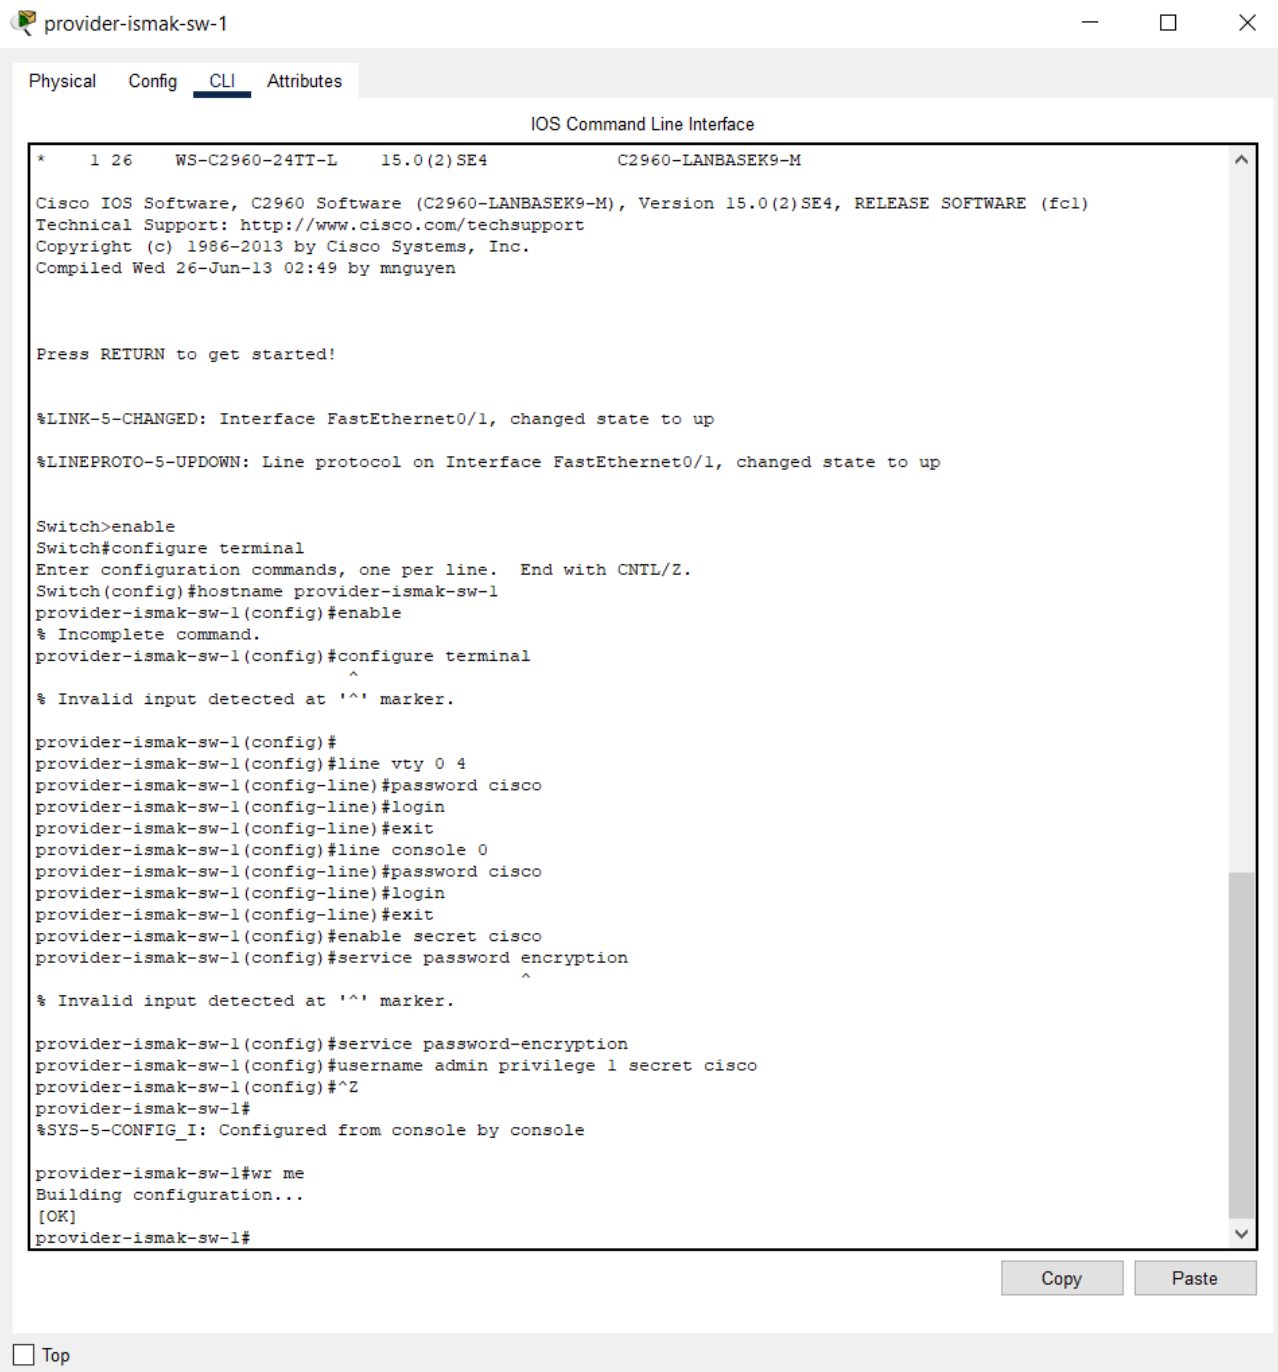 provider-ismak-sw-1
Physical Config CLI Attributes
IOS Command Line Interface
* 1 26 WS-C2960-24TT-L 15.0(2)SE4 C2960-LANBASEK9-M
Cisco IOS Software, C2960 Software (C2960-LANBASEK9-M), Version 15.0(2)SE4, RELEASE SOFTWARE (fc1)
Technical Support: http://www.cisco.com/techsupport
Copyright (c) 1986-2013 by Cisco Systems, Inc.
Compiled Wed 26-Jun-13 02:49 by mnguyen
Press RETURN to get started!
%LINK-5-CHANGED: Interface FastEthernet0/1, changed state to up
%LINEPROTO-5-UPDOWN: Line protocol on Interface FastEthernet0/1, changed state to up
Switch>enable
Switch#configure terminal
Enter configuration commands, one per line. End with CNTL/Z.
Switch(config)#hostname provider-ismak-sw-1
provider-ismak-sw-1(config)#enable
% Incomplete command.
provider-ismak-sw-1(config)#configure terminal
^
% Invalid input detected at '^' marker.
provider-ismak-sw-1(config)#
provider-ismak-sw-1(config)#line vty 0 4
provider-ismak-sw-1(config-line)#password cisco
provider-ismak-sw-1(config-line)#login
provider-ismak-sw-1(config-line)#exit
provider-ismak-sw-1(config)#line console 0
provider-ismak-sw-1(config-line)#password cisco
provider-ismak-sw-1(config-line)#login
provider-ismak-sw-1(config-line)#exit
provider-ismak-sw-1(config)#enable secret cisco
provider-ismak-sw-1(config)#service password encryption
^
% Invalid input detected at '^' marker.
provider-ismak-sw-1(config)#service password-encryption
provider-ismak-sw-1(config)#username admin privilege 1 secret cisco
provider-ismak-sw-1(config)#^Z
provider-ismak-sw-1#
%SYS-5-CONFIG_I: Configured from console by console
provider-ismak-sw-1#wr me
Building configuration...
[OK]
provider-ismak-sw-1#
Copy Paste
Top